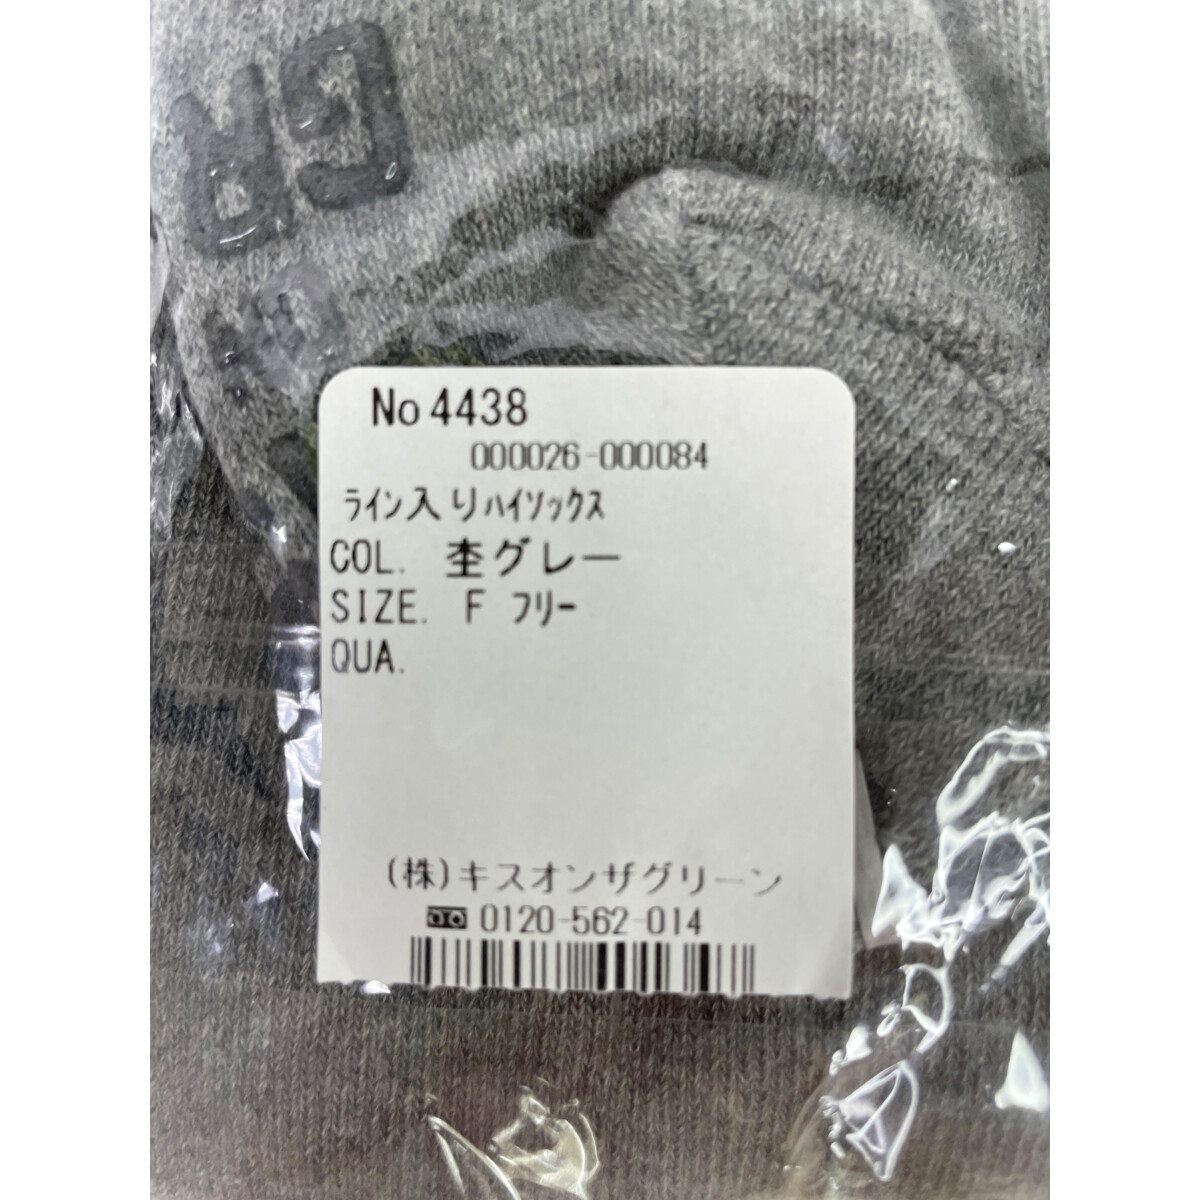 No 4438
000026-000084
ライン入りハイソックス
COL. 杢グレー
SIZE. F フリー
QUA.
(株)キスオンザグリーン
0120-562-014